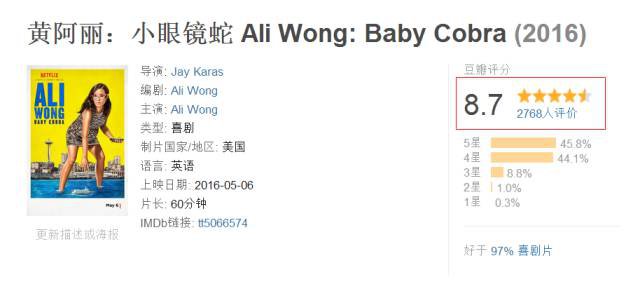 黄阿丽：小眼镜蛇 Ali Wong: Baby Cobra (2016)
NETFLIX
ALI
WONG
BABY COBRA
May 6
更新描述或海报
导演: Jay Karas
编剧: Ali Wong
主演: Ali Wong
类型: 喜剧
制片国家/地区: 美国
语言: 英语
上映日期: 2016-05-06
片长: 60分钟
IMDb链接: tt5066574
豆瓣评分
8.7
2768人评价
5星 45.8%
4星 44.1%
3星 8.8%
2星 1.0%
1星 0.3%
好于 97% 喜剧片